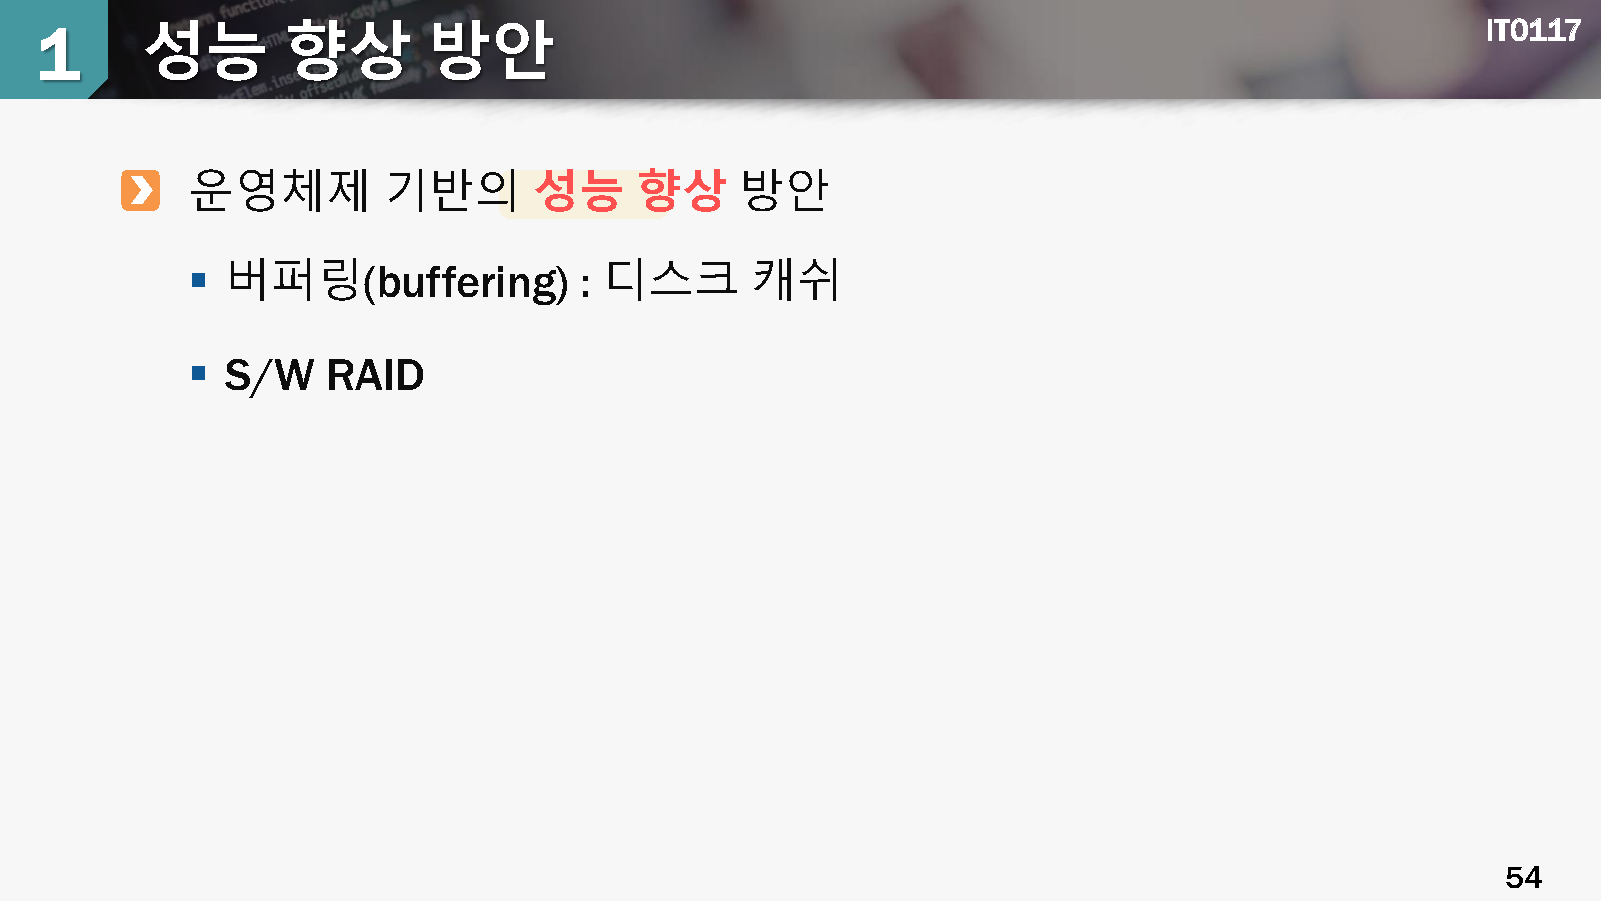 1
성능 향상 방안
IT0117
운영체제 기반의 성능 향상 방안
버퍼링(buffering) : 디스크 캐쉬
S/W RAID
54